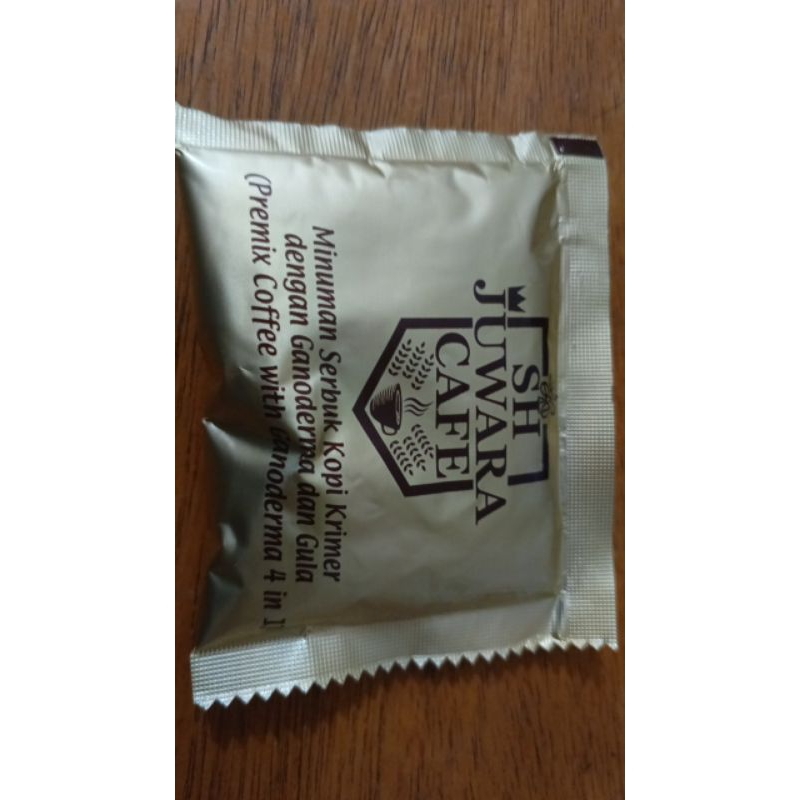 SH
JUWARA
CAFE
Minuman Serbuk Kopi Krimer
dengan Ganoderma dan Gula
(Premix Coffee with Ganoderma 4 in 1